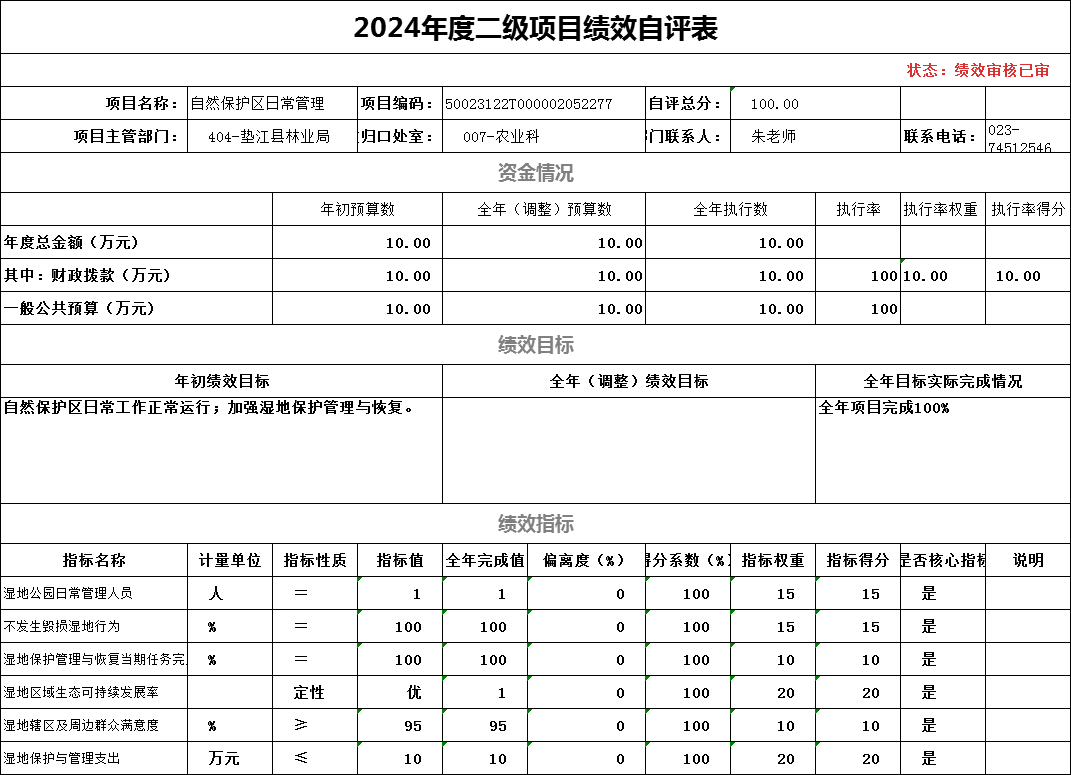 2024年度二级项目绩效自评表
状态：绩效审核已审
项目名称： 自然保护区日常管理 项目编码： 50023122T000002052277 自评总分： 100.00
项目主管部门： 404-垫江县林业局 归口处室： 007-农业科 门联系人： 朱老师 联系电话： 023-
74512546
资金情况
年初预算数 全年（调整）预算数 全年执行数 执行率 执行率权重 执行率得分
年度总金额（万元） 10.00 10.00 10.00
其中：财政拨款（万元） 10.00 10.00 10.00 100 10.00 10.00
一般公共预算（万元） 10.00 10.00 10.00 100
绩效目标
年初绩效目标 全年（调整）绩效目标 全年目标实际完成情况
自然保护区日常工作正常运行；加强湿地保护管理与恢复。 全年项目完成100%
绩效指标
指标名称 计量单位 指标性质 指标值 全年完成值 偏离度（%） 得分系数（%） 指标权重 指标得分 是否核心指标 说明
湿地公园日常管理人员 人 ＝ 1 1 0 100 15 15 是
不发生毁损湿地行为 % ＝ 100 100 0 100 15 15 是
湿地保护管理与恢复当期任务完 % ＝ 100 100 0 100 10 10 是
湿地区域生态可持续发展率 定性 优 1 0 100 20 20 是
湿地辖区及周边群众满意度 % ≥ 95 95 0 100 10 10 是
湿地保护与管理支出 万元 ≤ 10 10 0 100 20 20 是